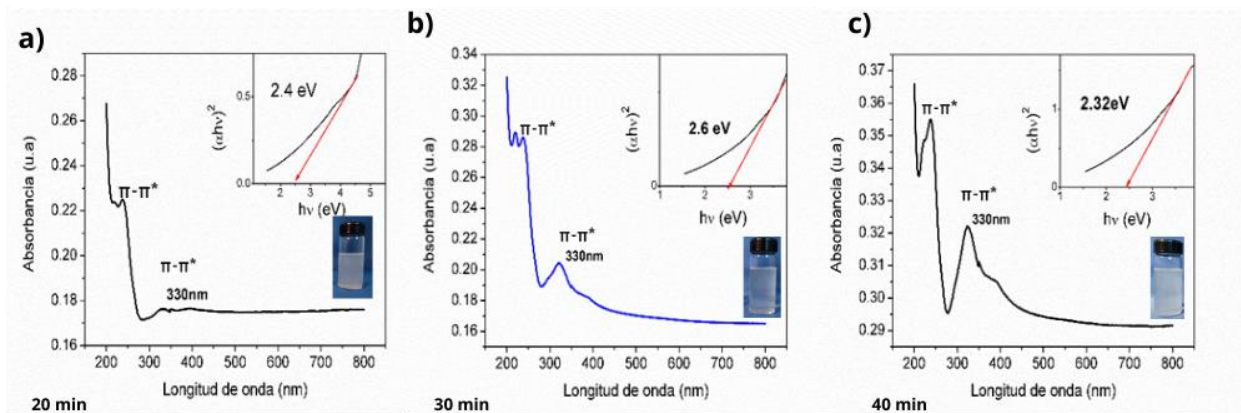 a)
0.28
0.26
0.24
0.22
0.20
0.18
0.16
Absorbancia (u.a)
200 300 400 500 600 700 800
Longitud de onda (nm)
π-π*
π-π*
330nm
2.4 eV
(αhν)²
0.5
0.0
2 3 4 5
hν (eV)
20 min
b)
0.34
0.32
0.30
0.28
0.26
0.24
0.22
0.20
0.18
0.16
Absorbancia (u.a)
200 300 400 500 600 700 800
Longitud de onda (nm)
π-π*
π-π*
330nm
2.6 eV
(αhν)²
0
1 2 3
hν (eV)
30 min
c)
0.37
0.36
0.35
0.34
0.33
0.32
0.31
0.30
0.29
Absorbancia (u.a)
200 300 400 500 600 700 800
Longitud de onda (nm)
π-π*
π-π*
330nm
2.32eV
(αhν)²
1
0
1 2 3
hν (eV)
40 min